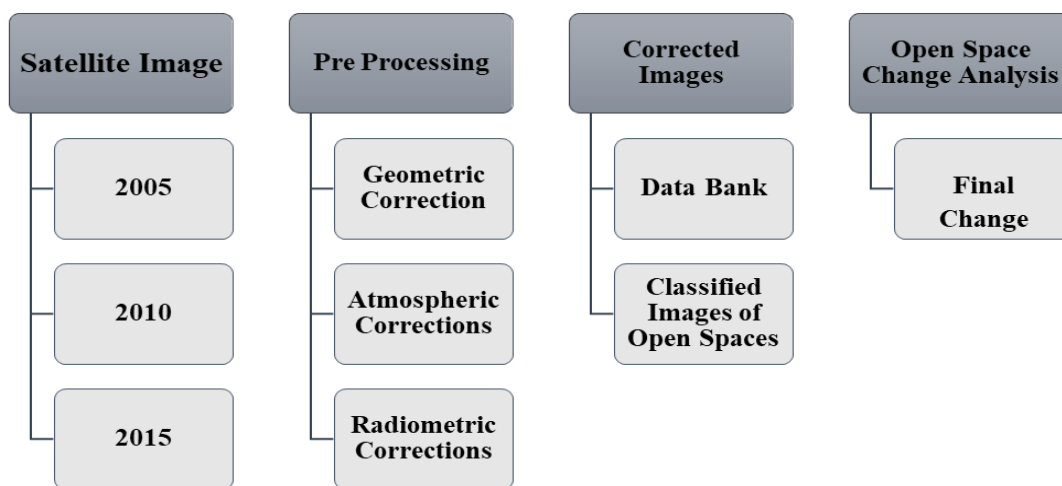 Satellite Image
2005
2010
2015
Pre Processing
Geometric
Correction
Atmospheric
Corrections
Radiometric
Corrections
Corrected
Images
Data Bank
Classified
Images of
Open Spaces
Open Space
Change Analysis
Final
Change